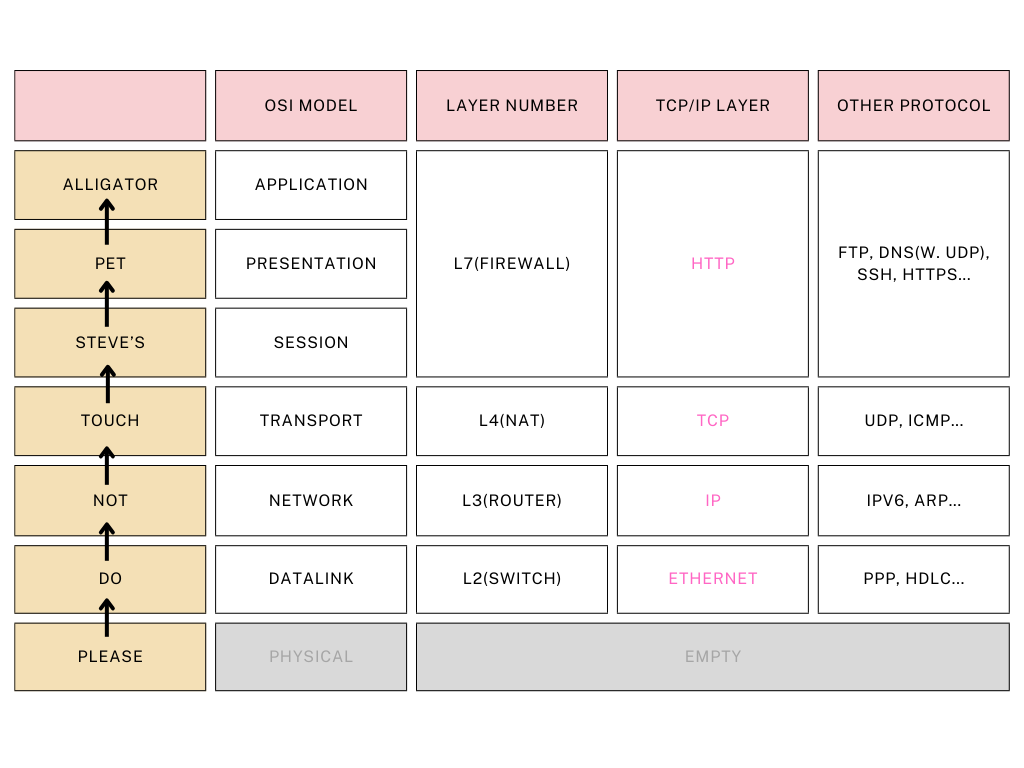 OSI MODEL
LAYER NUMBER
TCP/IP LAYER
OTHER PROTOCOL
ALLIGATOR
APPLICATION
PET
PRESENTATION
L7(FIREWALL)
HTTP
FTP, DNS(W. UDP),
SSH, HTTPS...
STEVE'S
SESSION
TOUCH
TRANSPORT
L4(NAT)
TCP
UDP, ICMP...
NOT
NETWORK
L3(ROUTER)
IP
IPV6, ARP...
DO
DATALINK
L2(SWITCH)
ETHERNET
PPP, HDLC...
PLEASE
PHYSICAL
EMPTY